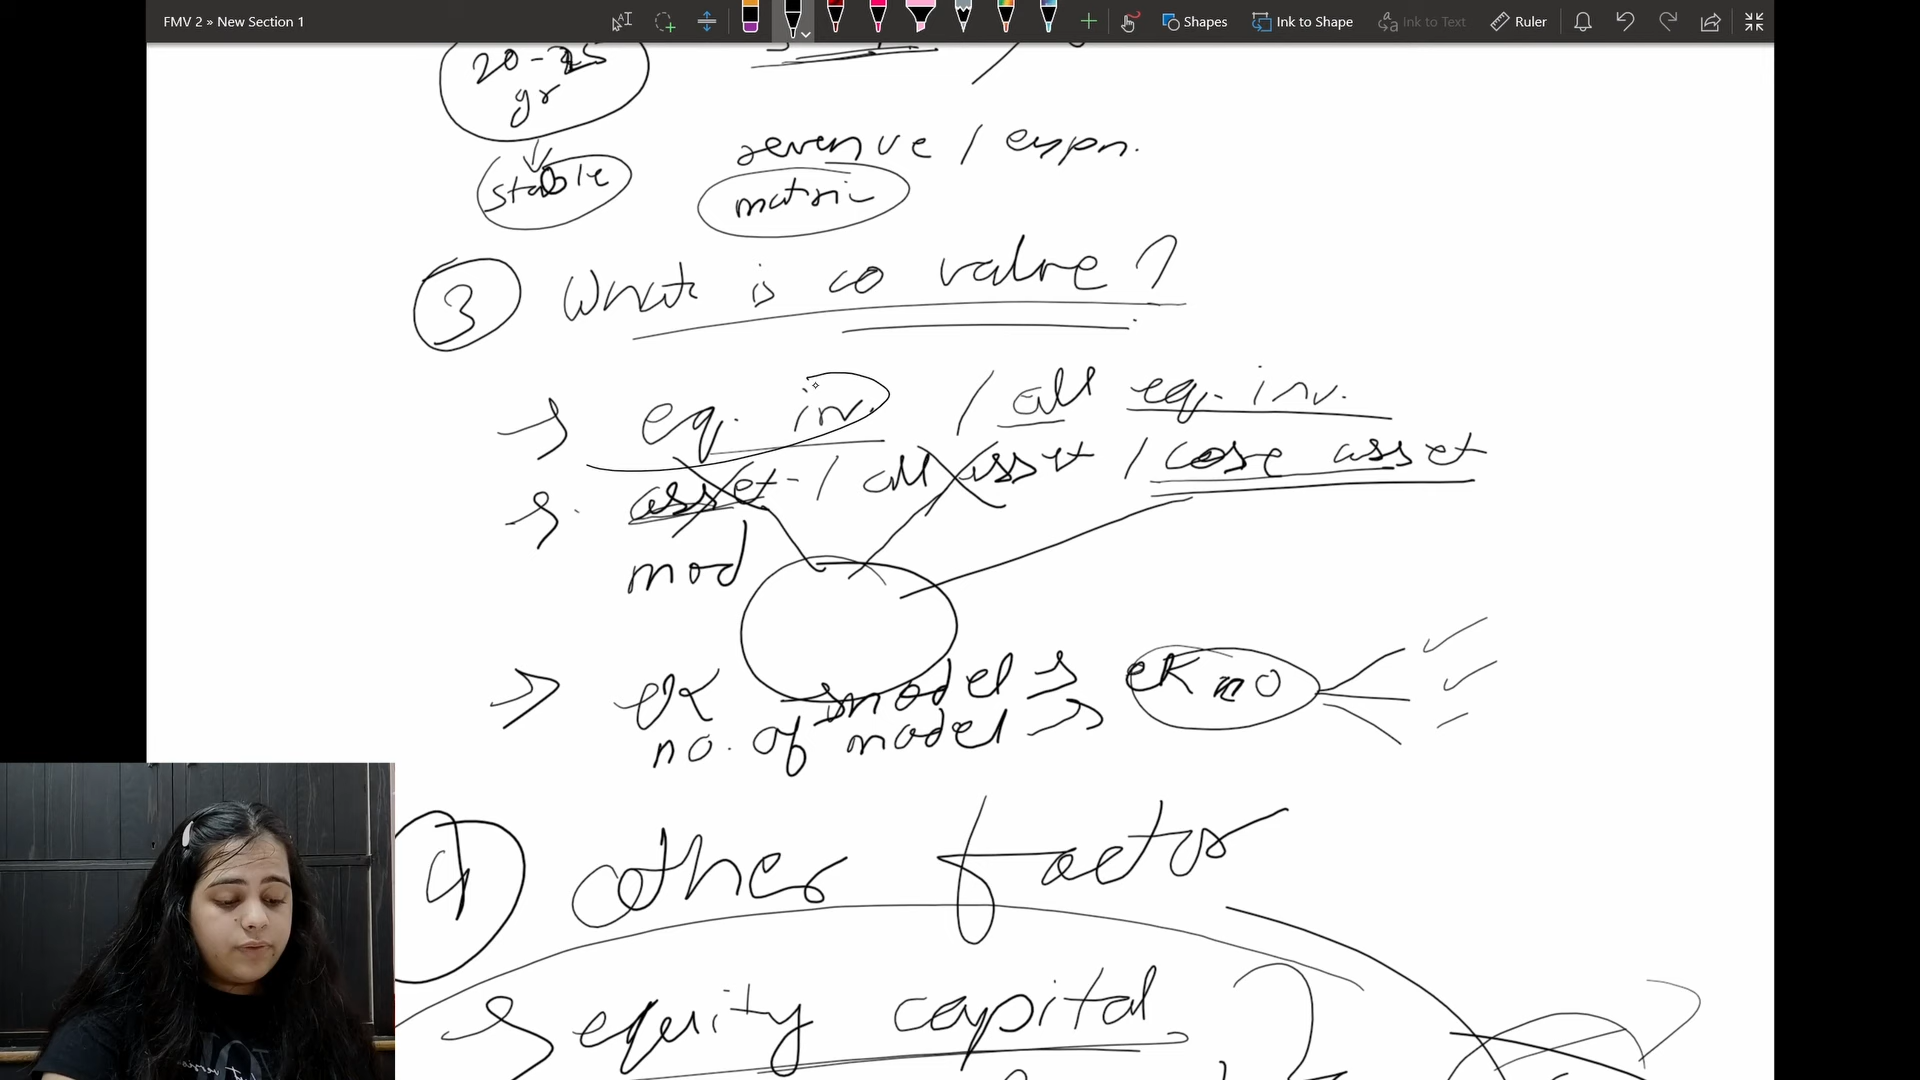 FMV 2 » New Section 1
Shapes Ink to Shape Ink to Text Ruler
20-25
gr
stable
revenue / expn.
matric
3 What is co value?
→ eq. inv. / all eq. inv.
→ asset / all asset / core asset
mod
→ ek model →
ek no
no. of model →
4 other factor
→ equity capital